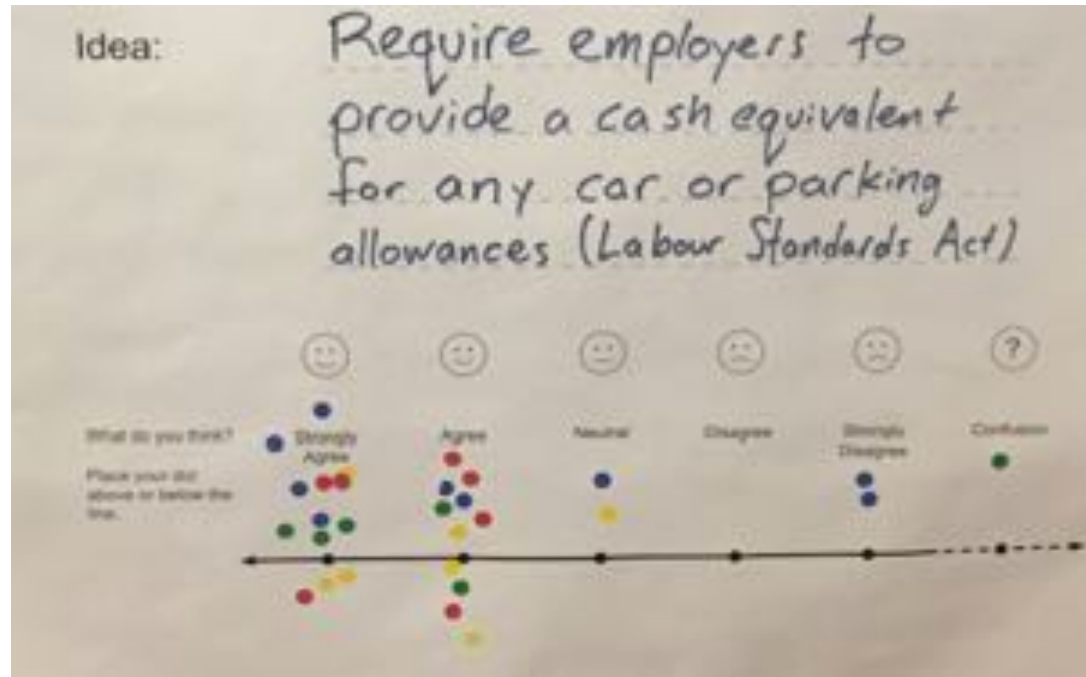 Idea: Require employers to
provide a cash equivalent
for any car or parking
allowances (Labour Standards Act)
?
What do you think? Strongly Agree Neutral Disagree Strongly Confusion
Agree Disagree
Place your dot
above or below the
line.